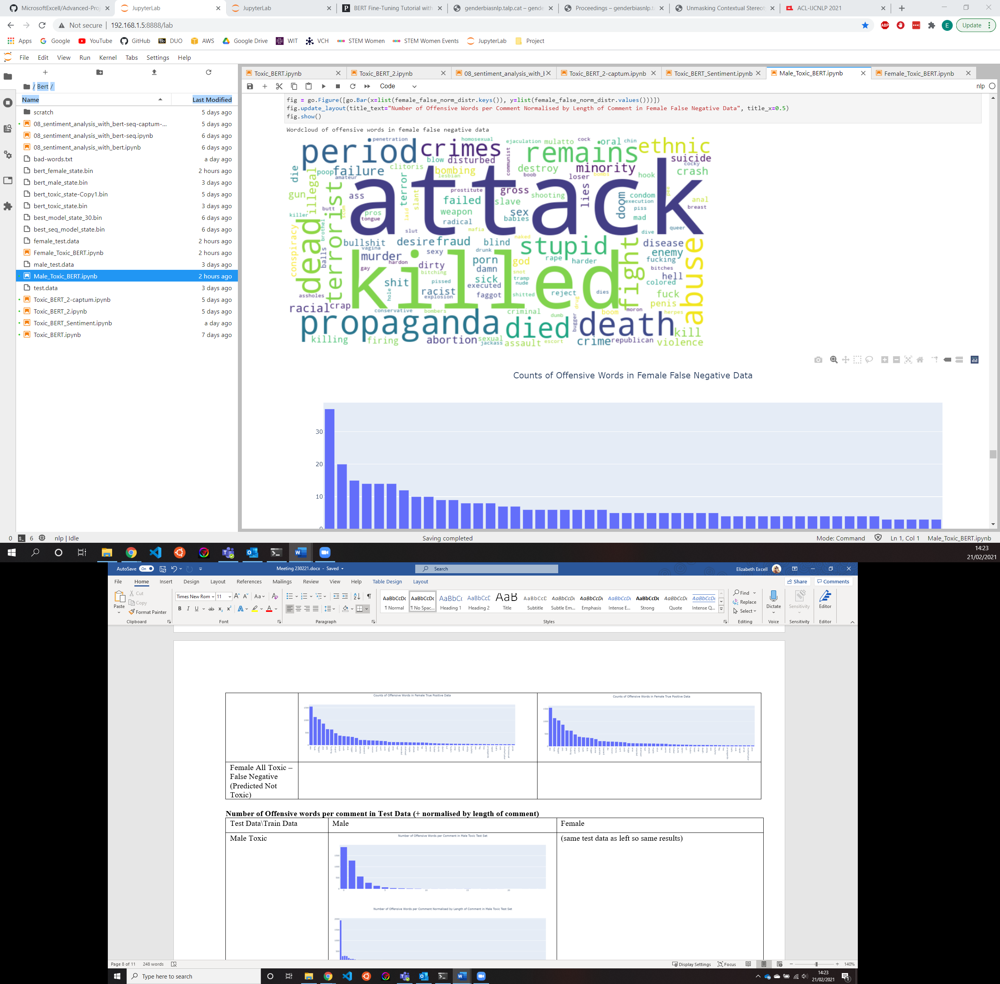 MicrosoftExcell/Advanced-Proj
JupyterLab
JupyterLab
BERT Fine-Tuning Tutorial with
genderbiasnlp.talp.cat – gende
Proceedings – genderbiasnlp.ta
Unmasking Contextual Stereot
ACL-IJCNLP 2021
Not secure | 192.168.1.5:8888/lab
ABP
E
Update
Apps Google YouTube GitHub Bb DUO AWS Google Drive WIT VCH STEM Women STEM Women Events JupyterLab Project
File Edit View Run Kernel Tabs Settings Help
/ Bert /
Name Last Modified
scratch 5 days ago
08_sentiment_analysis_with_bert-seq-captum-... 5 days ago
08_sentiment_analysis_with_bert-seq.ipynb 6 days ago
08_sentiment_analysis_with_bert.ipynb 6 days ago
bad-words.txt a day ago
bert_female_state.bin 2 hours ago
bert_male_state.bin 3 days ago
bert_toxic_state-Copy1.bin 5 days ago
bert_toxic_state.bin 3 days ago
best_model_state_30.bin 6 days ago
best_seq_model_state.bin 6 days ago
female_test.data 2 hours ago
Female_Toxic_BERT.ipynb 2 hours ago
male_test.data 3 days ago
Male_Toxic_BERT.ipynb 2 hours ago
test.data 3 days ago
Toxic_BERT_2-captum.ipynb 5 days ago
Toxic_BERT_2.ipynb 5 days ago
Toxic_BERT_Sentiment.ipynb a day ago
Toxic_BERT.ipynb 7 days ago
Toxic_BERT.ipynb
Toxic_BERT_2.ipynb
08_sentiment_analysis_with_b
Toxic_BERT_2-captum.ipynb
Toxic_BERT_Sentiment.ipynb
Male_Toxic_BERT.ipynb
Female_Toxic_BERT.ipynb
Code
nlp
fig = go.Figure([go.Bar(x=list(female_false_norm_distr.keys()), y=list(female_false_norm_distr.values()))])
fig.update_layout(title_text="Number of Offensive Words per Comment Normalised by Length of Comment in Female False Negative Data", title_x=0.5)
fig.show()
Wordcloud of offensive words in female false negative data
penetration homosexual ejaculation mulatto cock oral chin
period crimes remains ethnic
blow disturbed communist suicide cocky
die poop failure clitoris bombing destroy minority crash
amateur lesbian boob loser bombs hook
illegal terrorist terror slant prostitute gross lies doom condom pee
gun ass attack failed slave shooting execution anal
butt scum pros laid weapon sex piss breast
killer tongue radical babies mad
brothel slut mafia queer
dead conspiracy bullshit desire fraud blind naked stupid dive disease
balls vagina murder sexy drunk porn god rape harder fight enemy abuse
hardon dirty damn snot fucking
gay bitching killed bitches hell
shit pissed sick tramp colored
hole racist executed nude reject dies fuck
assholes explosion faggot shitted drug penis
racial crap conservative bombers criminal dumb boom moron herpes
propaganda died bugger death
kill
killing firing abortion sexual jackass assault escort crime republican violence
Counts of Offensive Words in Female False Negative Data
30
20
10
0
0 6 nlp | Idle
Saving completed
Mode: Command Ln 1, Col 1 Male_Toxic_BERT.ipynb
14:23
21/02/2021
AutoSave On
Meeting 230221.docx - Saved
Search
Elizabeth Excell
File Home Insert Design Layout References Mailings Review View Help Table Design Layout
Share Comments
Paste
Cut
Copy
Format Painter
Clipboard
Times New Rom 11
Font
Paragraph
Normal
No Spac...
Heading 1
Heading 2
Title
Subtitle
Subtle Em...
Emphasis
Intense E...
Strong
Quote
Intense Q...
Styles
Find
Replace
Select
Editing
Dictate
Voice
Sensitivity
Sensitivity
Editor
Editor
Counts of Offensive Words in Female True Positive Data
Counts of Offensive Words in Female True Positive Data
Female All Toxic –
False Negative
(Predicted Not
Toxic)
Number of Offensive words per comment in Test Data (+ normalised by length of comment)
Test Data\Train Data Male Female
Male Toxic
Number of Offensive Words per Comment in Male Toxic Test Set
(same test data as left so same results)
Number of Offensive Words per Comment Normalised by Length of Comment in Male Toxic Test Set
Page 8 of 11 248 words
Display Settings Focus 140%
Type here to search
14:23
21/02/2021